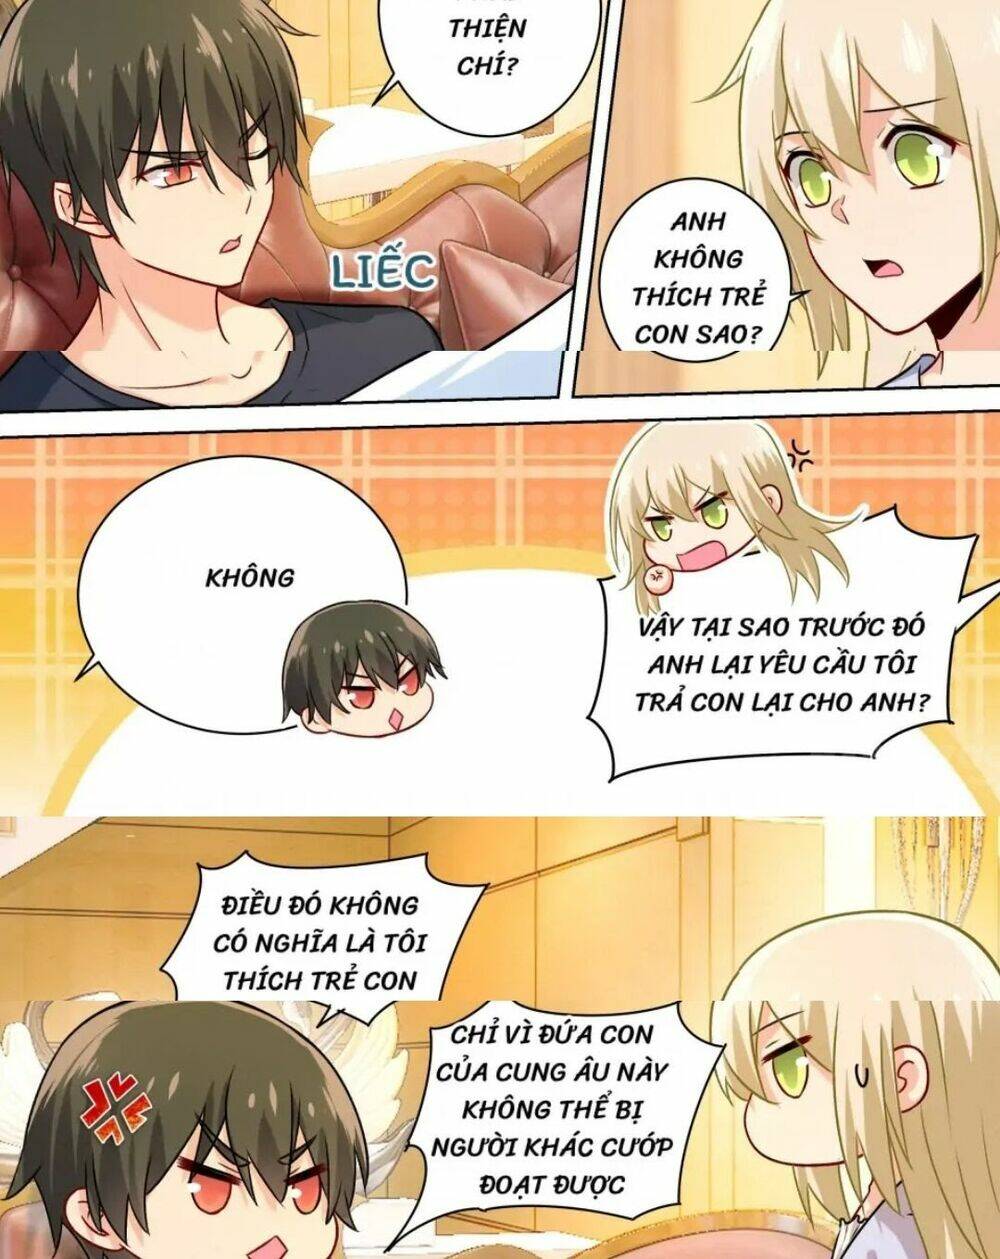 THIỆN
CHÍ?
LIẾC
ANH
KHÔNG
THÍCH TRẺ
CON SAO?
KHÔNG
VẬY TẠI SAO TRƯỚC ĐÓ
ANH LẠI YÊU CẦU TÔI
TRẢ CON LẠI CHO ANH?
ĐIỀU ĐÓ KHÔNG
CÓ NGHĨA LÀ TÔI
THÍCH TRẺ CON
CHỈ VÌ ĐỨA CON
CỦA CUNG ÂU NÀY
KHÔNG THỂ BỊ
NGƯỜI KHÁC CƯỚP
ĐOẠT ĐƯỢC